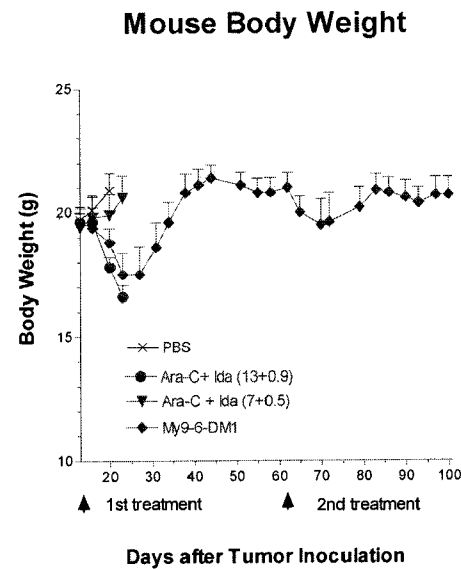 Mouse Body Weight
25
20
15
10
Body Weight (g)
PBS
Ara-C+ Ida (13+0.9)
Ara-C + Ida (7+0.5)
My9-6-DM1
20 30 40 50 60 70 80 90 100
1st treatment 2nd treatment
Days after Tumor Inoculation